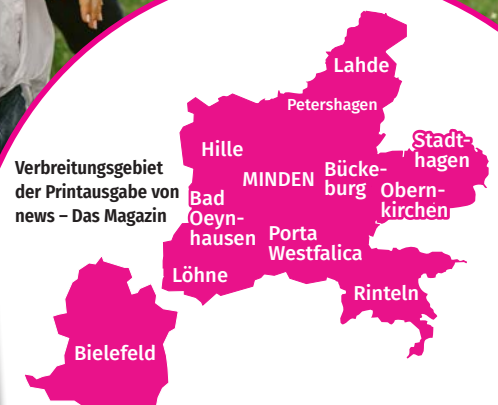 Lahde
Petershagen
Stadt-
hagen
Hille
Verbreitungsgebiet
der Printausgabe von
news – Das Magazin
MINDEN
Bücke-
burg
Obern-
kirchen
Bad
Oeyn-
hausen
Porta
Westfalica
Löhne
Rinteln
Bielefeld